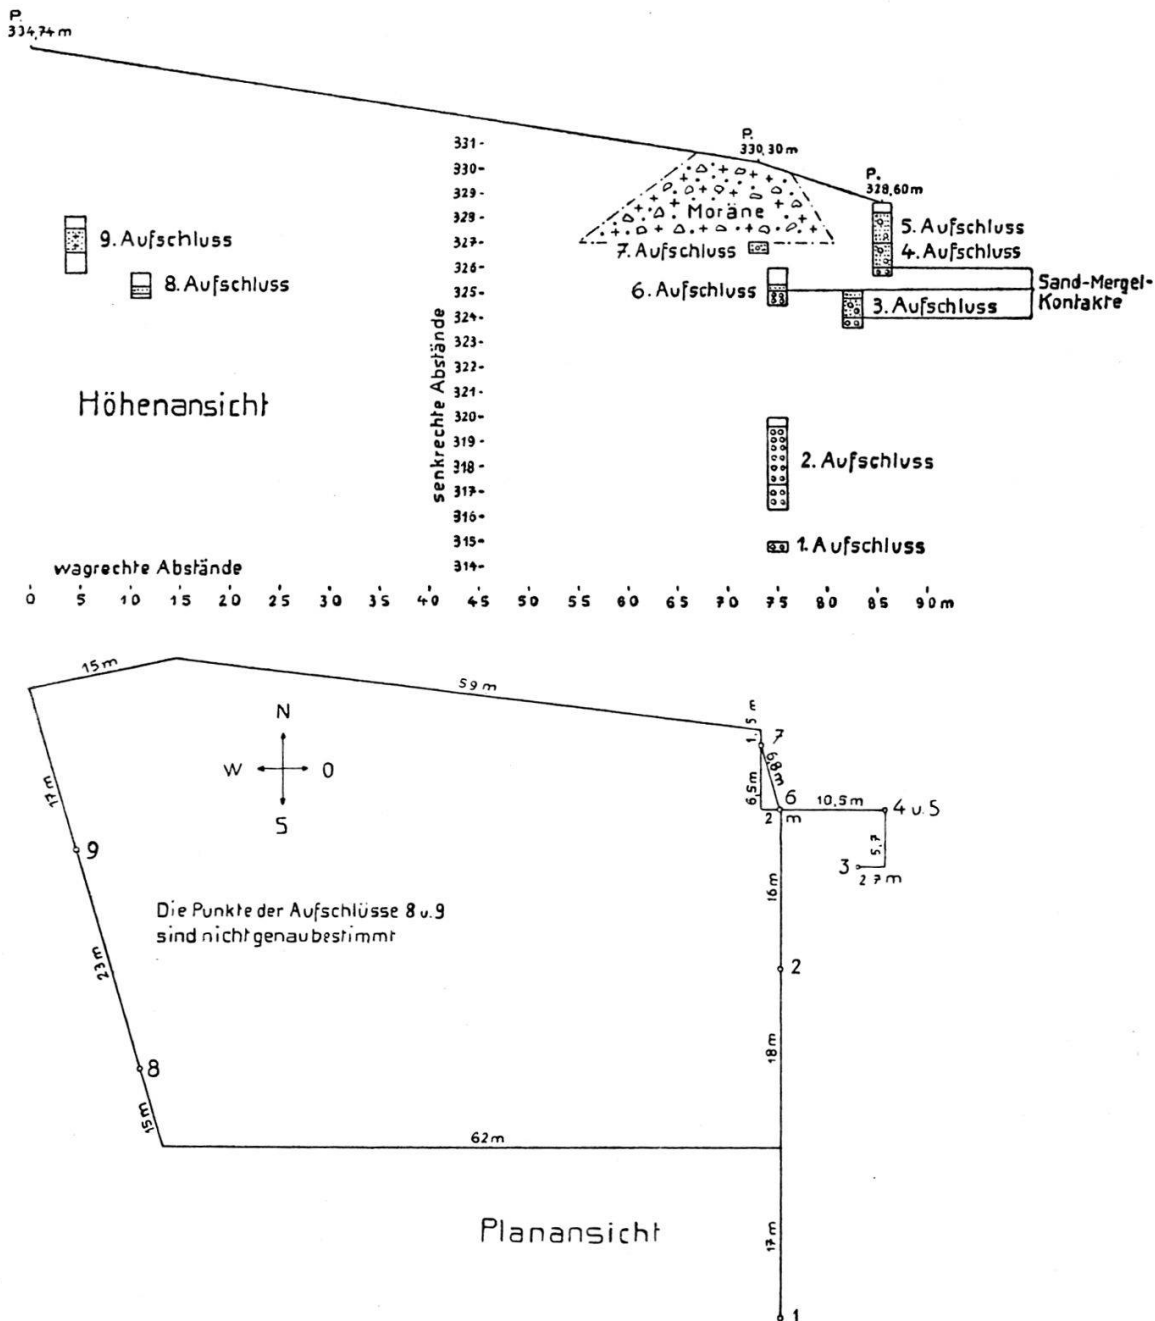 P.
334,74 m
P.
330,30 m
P.
328,60 m
331-
330-
329-
328-
327-
326-
325-
324-
323-
322-
321-
320-
319-
318-
317-
316-
315-
314-
senkrechte Abstände
Moräne
9. Aufschluss
8. Aufschluss
7. Aufschluss
6. Aufschluss
5. Aufschluss
4. Aufschluss
3. Aufschluss
Sand-Mergel-
Kontakte
2. Aufschluss
1. Aufschluss
Höhenansicht
wagrechte Abstände
0 5 10 15 20 25 30 35 40 45 50 55 60 65 70 75 80 85 90 m
15 m
59 m
1,5 m
7
6,8 m
6,5 m
2 m
6
10,5 m
4 u. 5
5,7
3
2 7 m
N
W O
S
17 m
9
23 m
8
15 m
Die Punkte der Aufschlüsse 8 u. 9
sind nicht genau bestimmt
16 m
2
18 m
62 m
17 m
1
Planansicht